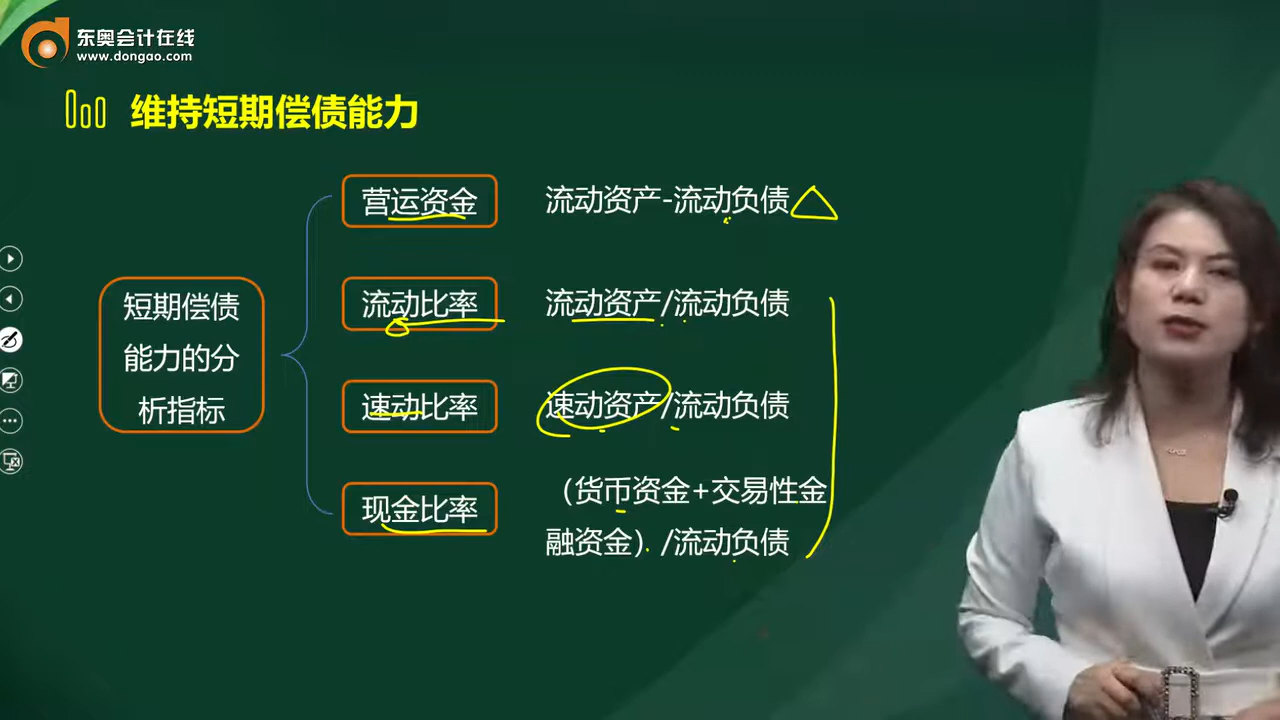 东奥会计在线
www.dongao.com
维持短期偿债能力
短期偿债
能力的分
析指标
营运资金
流动资产-流动负债
流动比率
流动资产/流动负债
速动比率
速动资产/流动负债
现金比率
（货币资金+交易性金
融资金）/流动负债